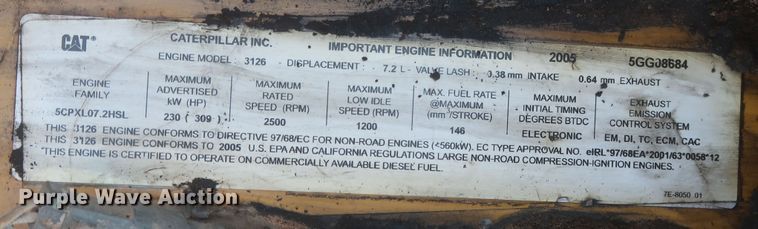 CAT CATERPILLAR INC. IMPORTANT ENGINE INFORMATION 2005 5GG08684
ENGINE MODEL: 3126 - DISPLACEMENT : 7.2 L - VALVE LASH : 0.38 mm INTAKE 0.64 mm EXHAUST
ENGINE
FAMILY
5CPXL07.2HSL
MAXIMUM
ADVERTISED
kW (HP)
230 ( 309 )
MAXIMUM
RATED
SPEED (RPM)
2500
MAXIMUM
LOW IDLE
SPEED (RPM)
1200
MAX. FUEL RATE
@MAXIMUM
(mm³/STROKE)
146
MAXIMUM
INITIAL TIMING
DEGREES BTDC
ELECTRONIC
EXHAUST
EMISSION
CONTROL SYSTEM
EM, DI, TC, ECM, CAC
THIS 3126 ENGINE CONFORMS TO DIRECTIVE 97/68/EC FOR NON-ROAD ENGINES (<560kW). EC TYPE APPROVAL NO. eIRL*97/68EA*2001/63*0058*12
THIS 3126 ENGINE CONFORMS TO 2005 U.S. EPA AND CALIFORNIA REGULATIONS LARGE NON-ROAD COMPRESSION-IGNITION ENGINES.
THIS ENGINE IS CERTIFIED TO OPERATE ON COMMERCIALLY AVAILABLE DIESEL FUEL.
7E-8050 01
Purple Wave Auction